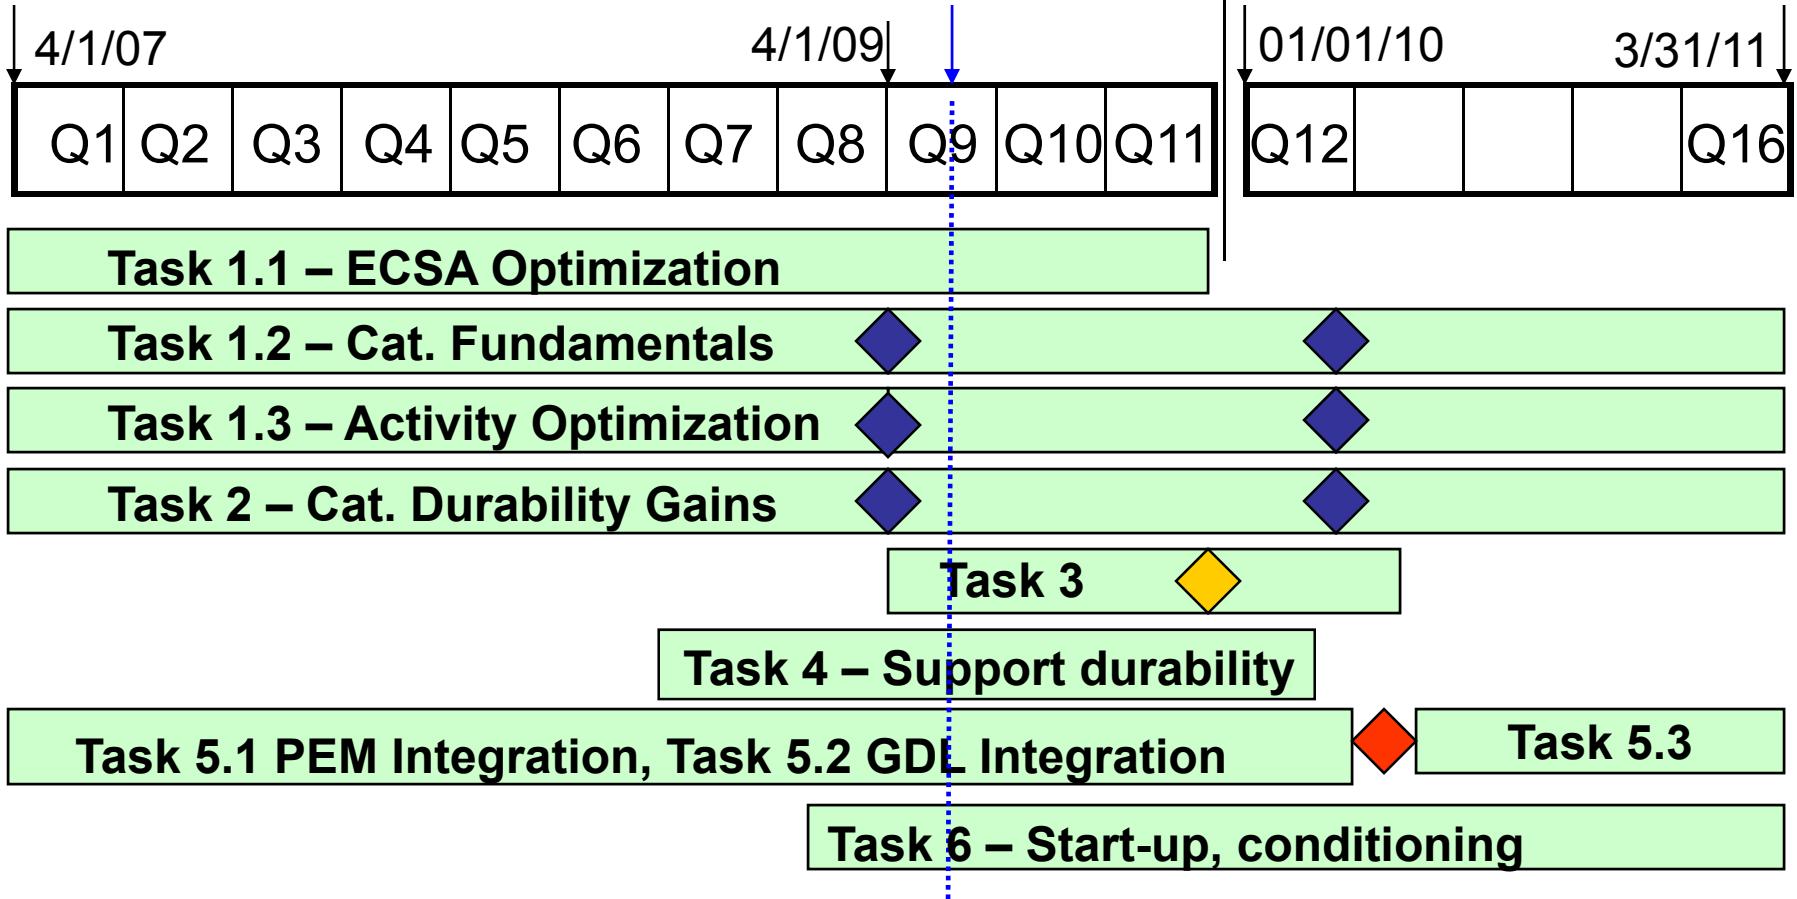 4/1/07 4/1/09 01/01/10 3/31/11
Q1 Q2 Q3 Q4 Q5 Q6 Q7 Q8 Q9 Q10 Q11 Q12 Q16
Task 1.1 – ECSA Optimization
Task 1.2 – Cat. Fundamentals
Task 1.3 – Activity Optimization
Task 2 – Cat. Durability Gains
Task 3
Task 4 – Support durability
Task 5.1 PEM Integration, Task 5.2 GDL Integration Task 5.3
Task 6 – Start-up, conditioning